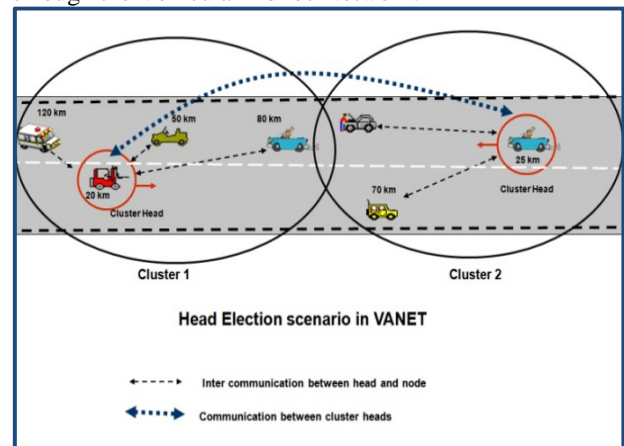 120 km
50 km
80 km
20 km
Cluster Head
25 km
Cluster Head
70 km
Cluster 1
Cluster 2
Head Election scenario in VANET
Inter communication between head and node
Communication between cluster heads